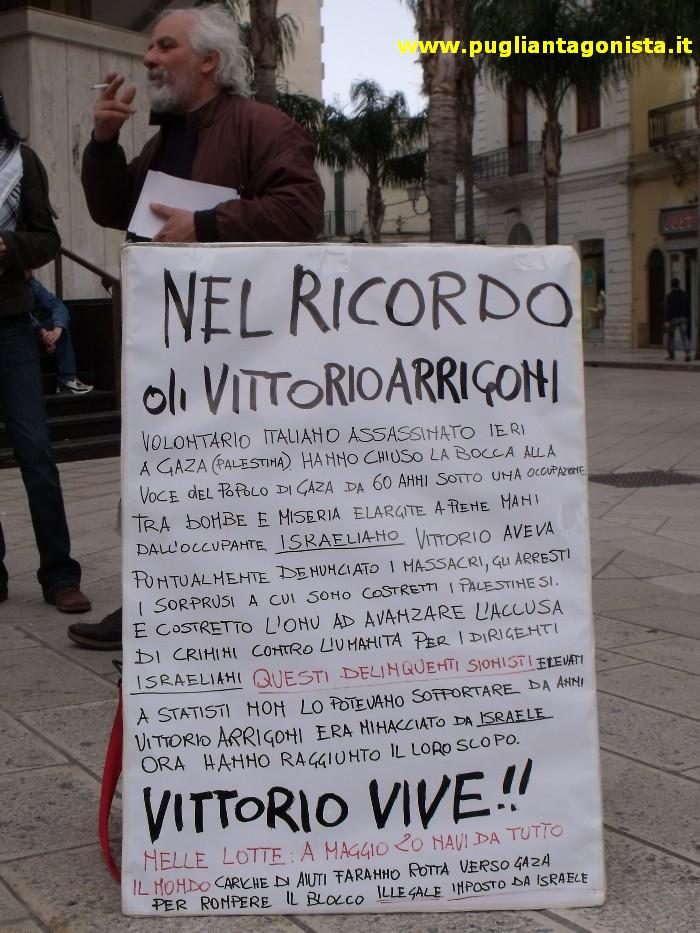 www.pugliantagonista.it
NEL RICORDO
di VITTORIO ARRIGONI
VOLONTARIO ITALIANO ASSASSINATO IERI
A GAZA (PALESTINA) HANNO CHIUSO LA BOCCA ALLA
VOCE del POPOLO DI GAZA DA 60 ANNI SOTTO UNA OCCUPAZIONE
TRA BOMBE E MISERIA ELARGITE A PIENE MANI
DALL'OCCUPANTE ISRAELIANO VITTORIO AVEVA
PUNTUALMENTE DENUNCIATO I MASSACRI, GLI ARRESTI
I SORPRUSI A CUI SONO COSTRETTI I PALESTINESI.
E COSTRETTO L'ONU AD AVANZARE L'ACCUSA
DI CRIMINI CONTRO L'UMANITA PER I DIRIGENTI
ISRAELIANI QUESTI DELINQUENTI SIONISTI ELEVATI
A STATISTI NON LO POTEVANO SOPPORTARE DA ANNI
VITTORIO ARRIGONI ERA MINACCIATO DA ISRAELE
ORA HANNO RAGGIUNTO IL LORO SCOPO.
VITTORIO VIVE!!
NELLE LOTTE: A MAGGIO 20 NAVI DA TUTTO
IL MONDO CARICHE DI AIUTI FARANNO ROTTA VERSO GAZA
PER ROMPERE IL BLOCCO ILLEGALE IMPOSTO DA ISRAELE